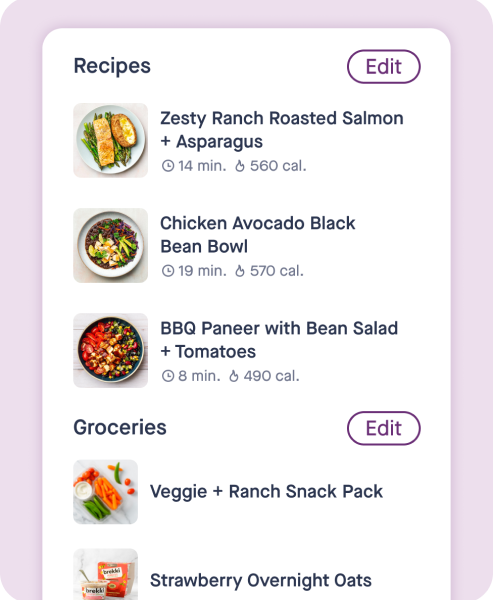 Recipes
Edit
Zesty Ranch Roasted Salmon
+ Asparagus
14 min. 560 cal.
Chicken Avocado Black
Bean Bowl
19 min. 570 cal.
BBQ Paneer with Bean Salad
+ Tomatoes
8 min. 490 cal.
Groceries
Edit
Veggie + Ranch Snack Pack
brekki
brekki
Strawberry Overnight Oats